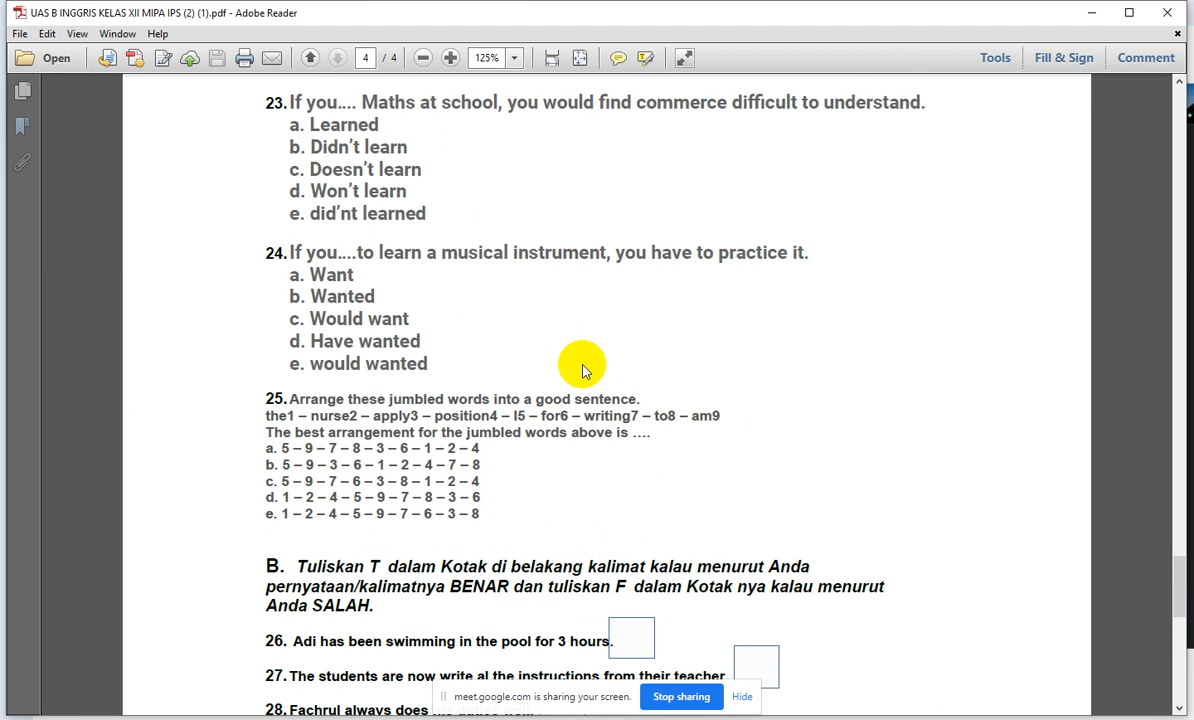 UAS B INGGRIS KELAS XII MIPA IPS (2) (1).pdf - Adobe Reader
File Edit View Window Help
Open 4 / 4 125% Tools Fill & Sign Comment
23. If you.... Maths at school, you would find commerce difficult to understand.
a. Learned
b. Didn't learn
c. Doesn't learn
d. Won't learn
e. did'nt learned
24. If you....to learn a musical instrument, you have to practice it.
a. Want
b. Wanted
c. Would want
d. Have wanted
e. would wanted
25. Arrange these jumbled words into a good sentence.
the1 – nurse2 – apply3 – position4 – I5 – for6 – writing7 – to8 – am9
The best arrangement for the jumbled words above is ....
a. 5 – 9 – 7 – 8 – 3 – 6 – 1 – 2 – 4
b. 5 – 9 – 3 – 6 – 1 – 2 – 4 – 7 – 8
c. 5 – 9 – 7 – 6 – 3 – 8 – 1 – 2 – 4
d. 1 – 2 – 4 – 5 – 9 – 7 – 8 – 3 – 6
e. 1 – 2 – 4 – 5 – 9 – 7 – 6 – 3 – 8
B. Tuliskan T dalam Kotak di belakang kalimat kalau menurut Anda
pernyataan/kalimatnya BENAR dan tuliskan F dalam Kotak nya kalau menurut
Anda SALAH.
26. Adi has been swimming in the pool for 3 hours.
27. The students are now write al the instructions from their teacher
meet.google.com is sharing your screen. Stop sharing Hide
28. Fachrul always does